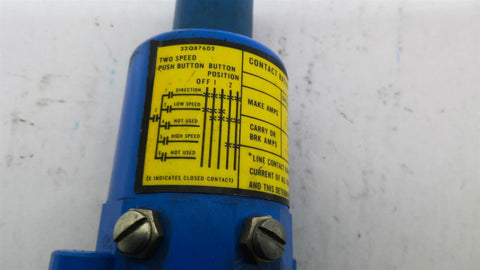 32Q876D2
TWO SPEED
PUSH BUTTON BUTTON
POSITION
OFF 1 2
DIRECTION
LOW SPEED
NOT USED
HIGH SPEED
NOT USED
(X INDICATES CLOSED CONTACT)
CONTACT
MAKE AMPS
CARRY OR
BRK AMPS
*LINE CONTACT
CURRENT OF
AND THIS